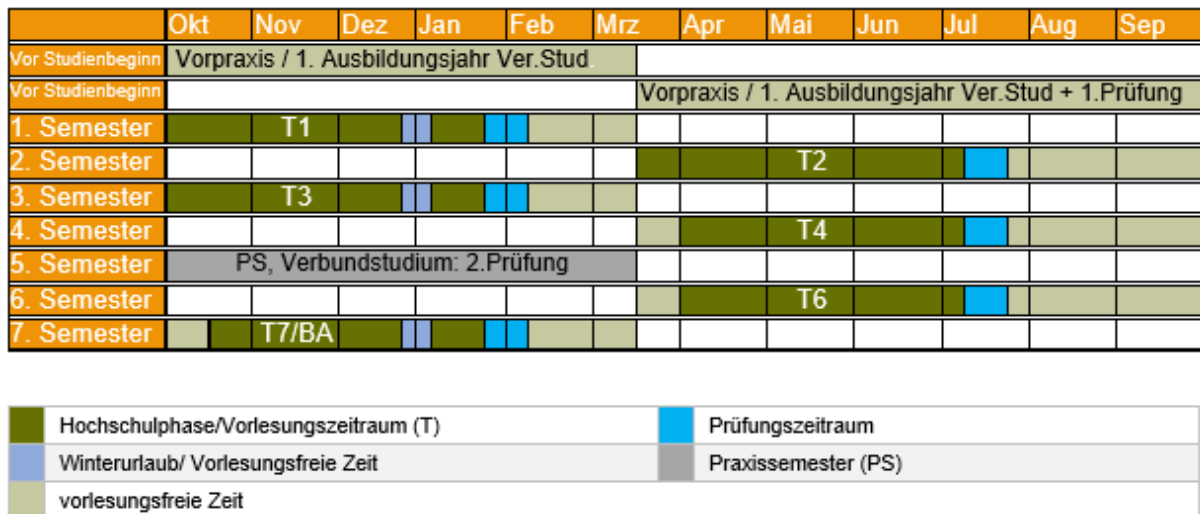 Okt Nov Dez Jan Feb Mrz Apr Mai Jun Jul Aug Sep
Vor Studienbeginn Vorpraxis / 1. Ausbildungsjahr Ver.Stud.
Vor Studienbeginn Vorpraxis / 1. Ausbildungsjahr Ver.Stud + 1.Prüfung
1. Semester T1
2. Semester T2
3. Semester T3
4. Semester T4
5. Semester PS, Verbundstudium: 2.Prüfung
6. Semester T6
7. Semester T7/BA
Hochschulphase/Vorlesungszeitraum (T) Prüfungszeitraum
Winterurlaub/ Vorlesungsfreie Zeit Praxissemester (PS)
vorlesungsfreie Zeit